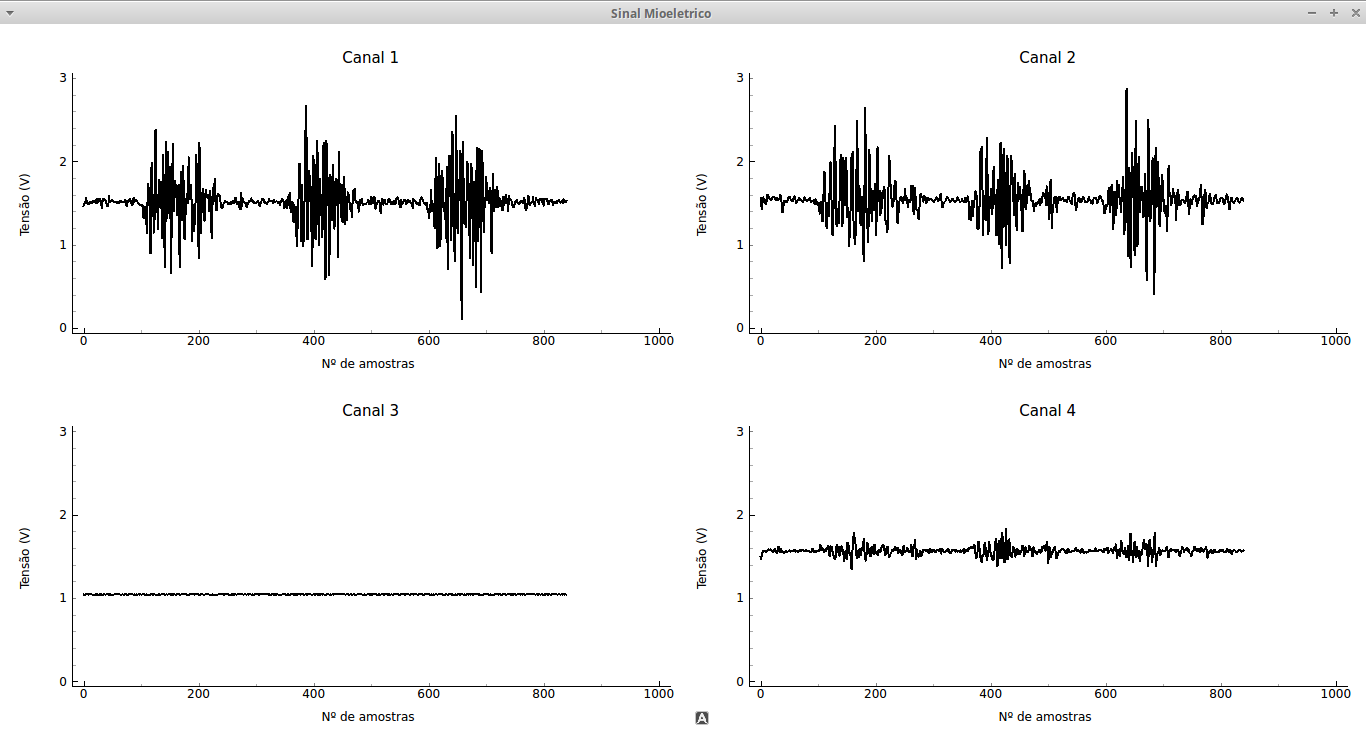 Sinal Mioeletrico
Canal 1
3
2
1
0
Tensão (V)
0 200 400 600 800 1000
Nº de amostras
Canal 2
3
2
1
0
Tensão (V)
0 200 400 600 800 1000
Nº de amostras
Canal 3
3
2
1
0
Tensão (V)
0 200 400 600 800 1000
Nº de amostras
Canal 4
3
2
1
0
Tensão (V)
0 200 400 600 800 1000
Nº de amostras
A